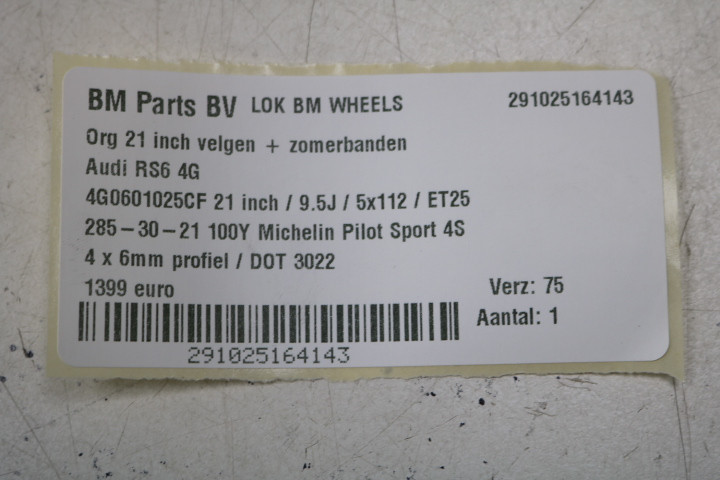 BM Parts BV LOK BM WHEELS 291025164143
Org 21 inch velgen + zomerbanden
Audi RS6 4G
4G0601025CF 21 inch / 9.5J / 5x112 / ET25
285-30-21 100Y Michelin Pilot Sport 4S
4 x 6mm profiel / DOT 3022
1399 euro Verz: 75
Aantal: 1
291025164143